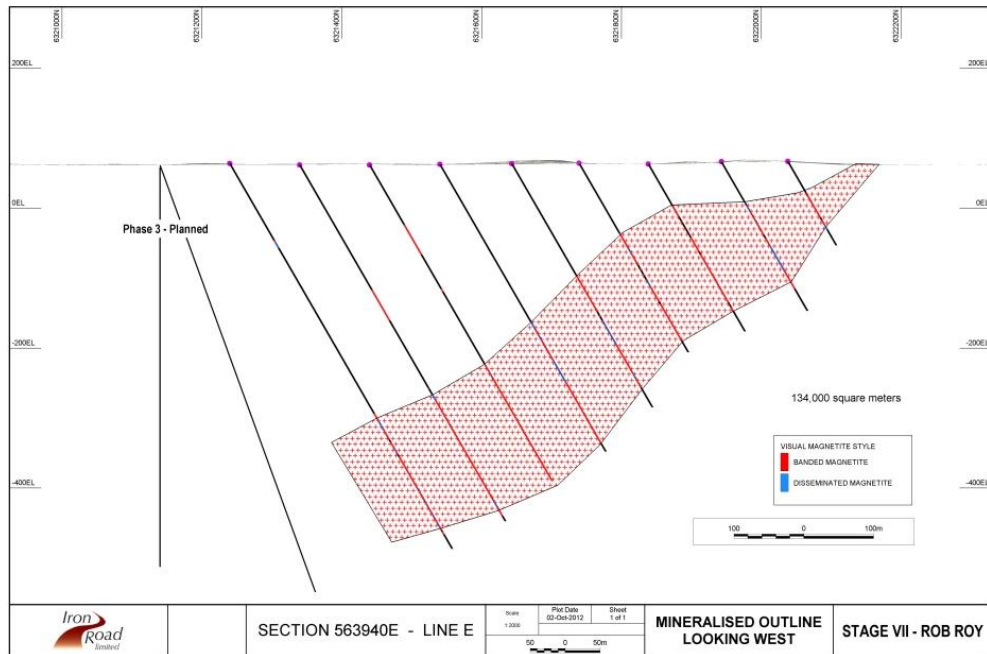 6321000N
6321200N
6321400N
6321600N
6321800N
6322000N
6322200N
200EL
200EL
0EL
0EL
Phase 3 - Planned
-200EL
-200EL
134,000 square meters
VISUAL MAGNETITE STYLE
BANDED MAGNETITE
DISSEMINATED MAGNETITE
-400EL
-400EL
100 0 100m
Iron
Road
limited
SECTION 563940E - LINE E
Scale
1:2000
Plot Date
02-Oct-2012
Sheet
1 of 1
50 0 50m
MINERALISED OUTLINE
LOOKING WEST
STAGE VII - ROB ROY